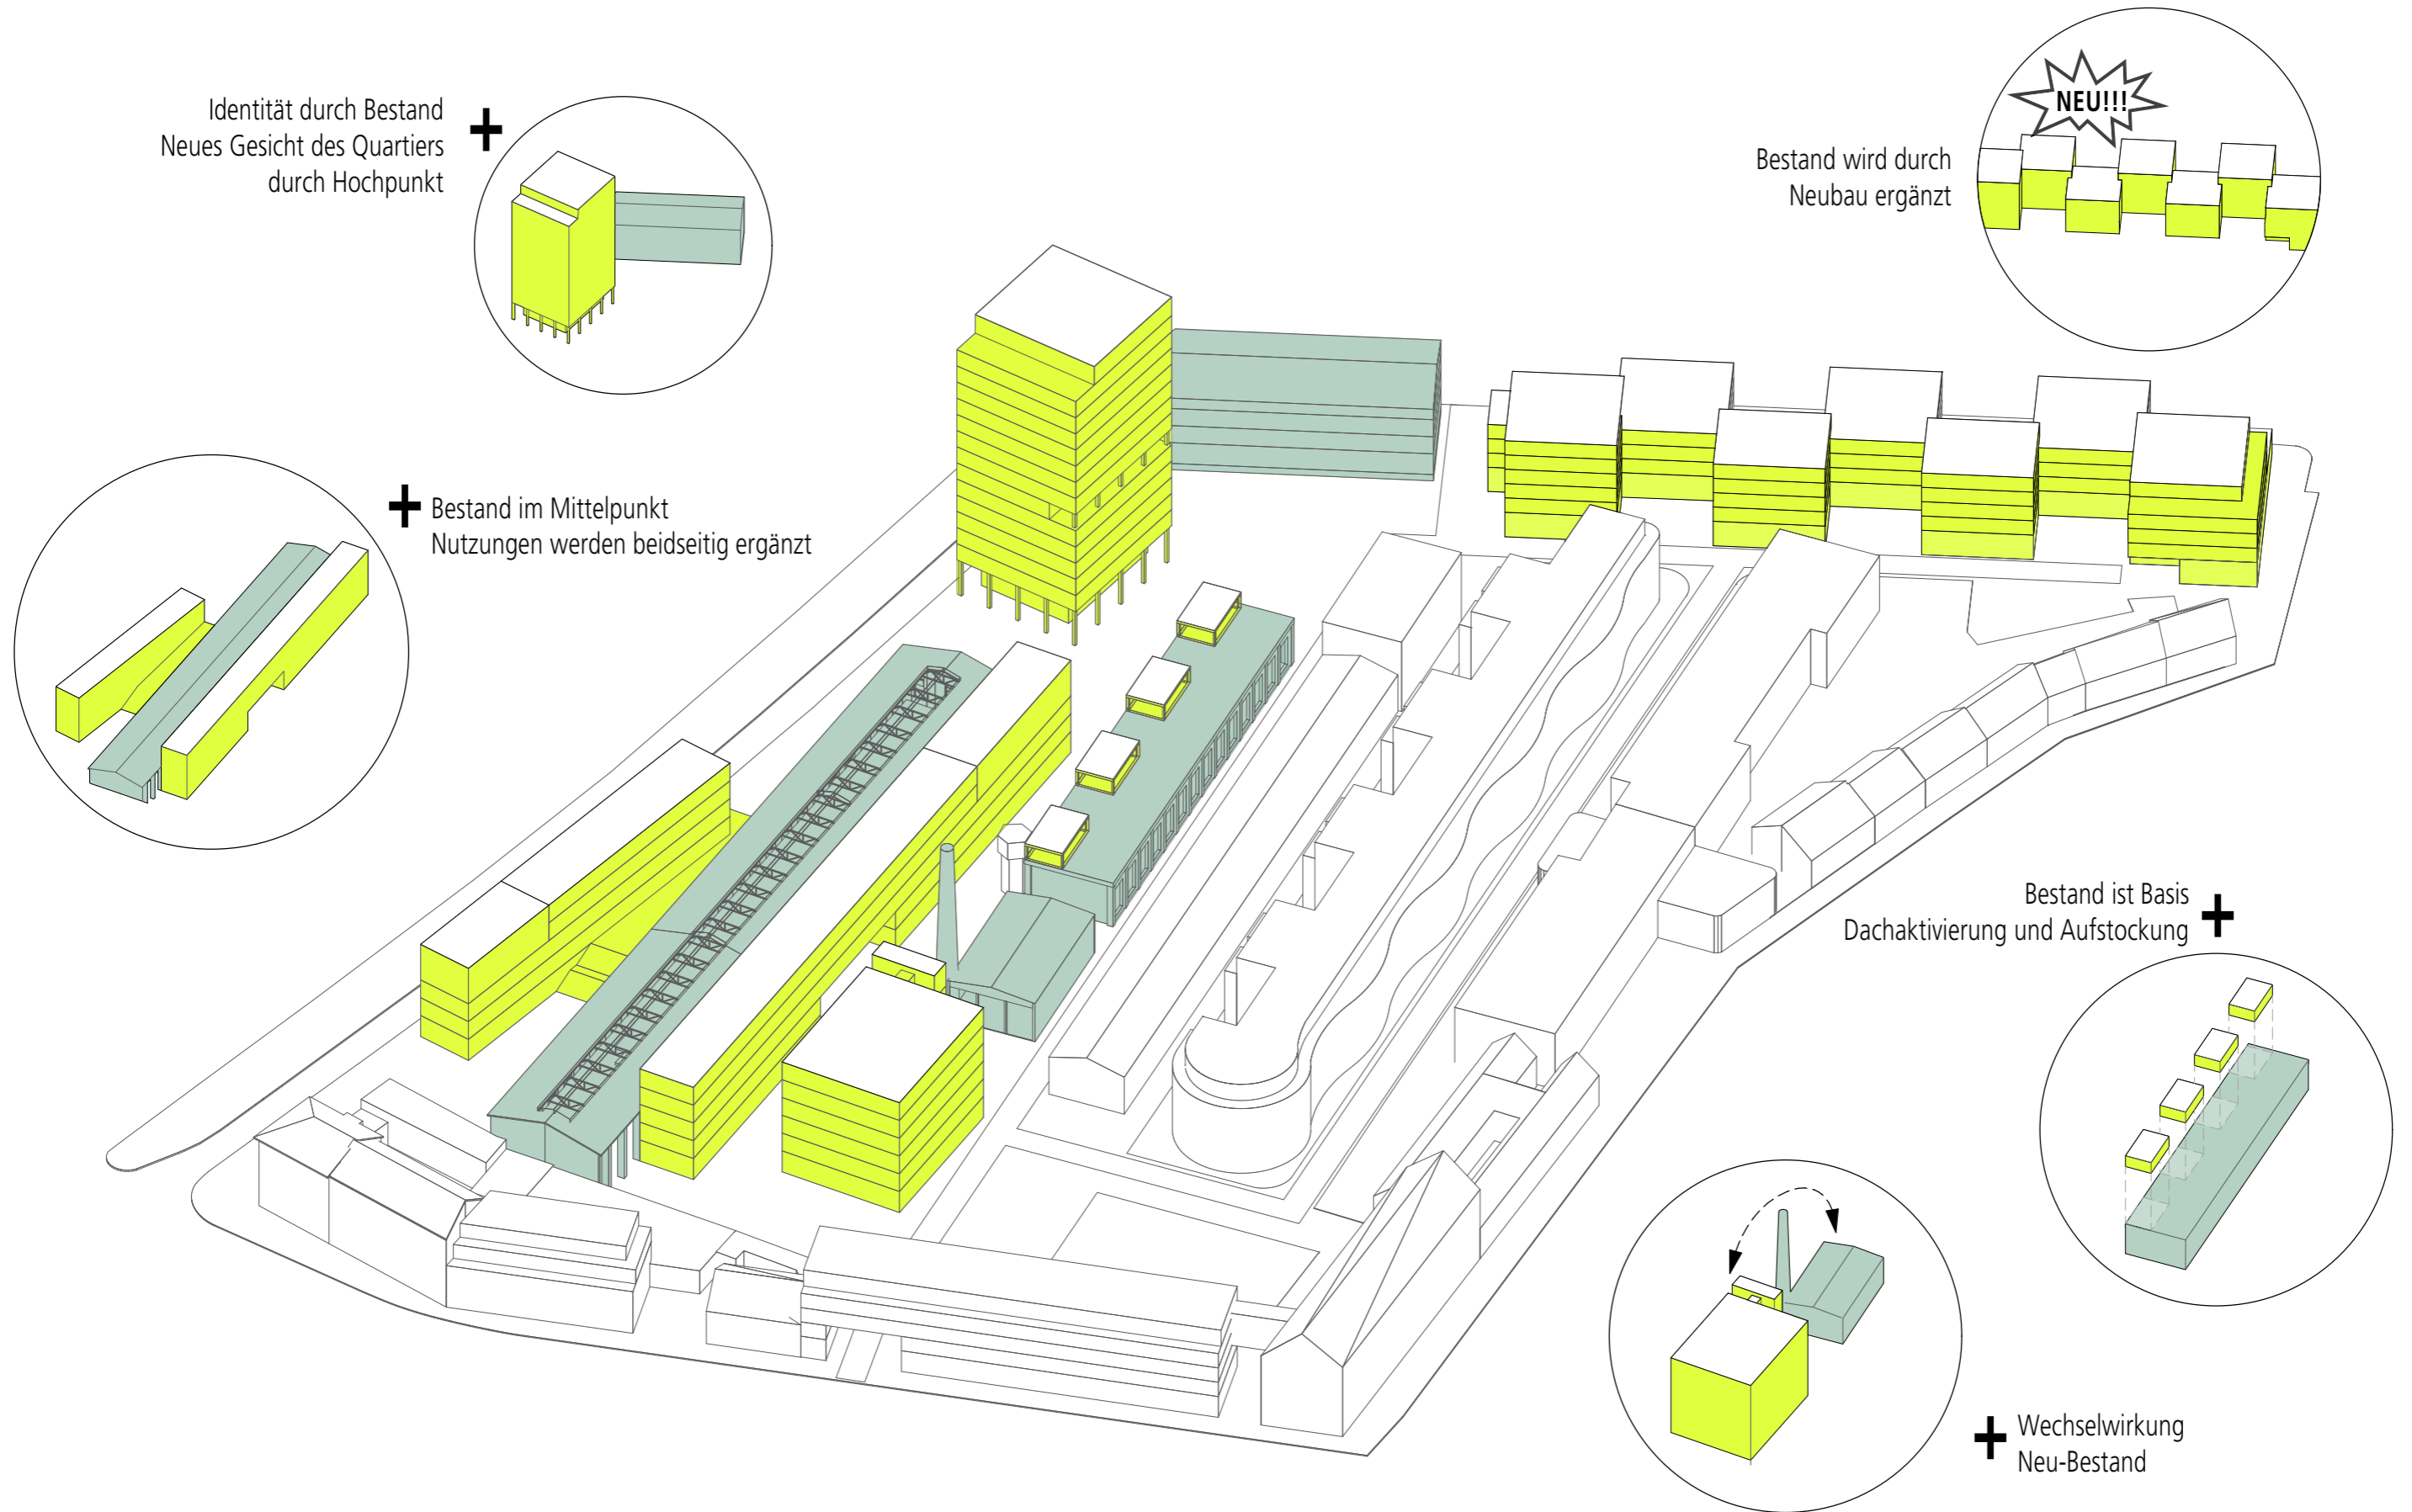 Identität durch Bestand
Neues Gesicht des Quartiers
durch Hochpunkt
+
NEU!!!
Bestand wird durch
Neubau ergänzt
+
Bestand im Mittelpunkt
Nutzungen werden beidseitig ergänzt
Bestand ist Basis
Dachaktivierung und Aufstockung
+
+
Wechselwirkung
Neu-Bestand